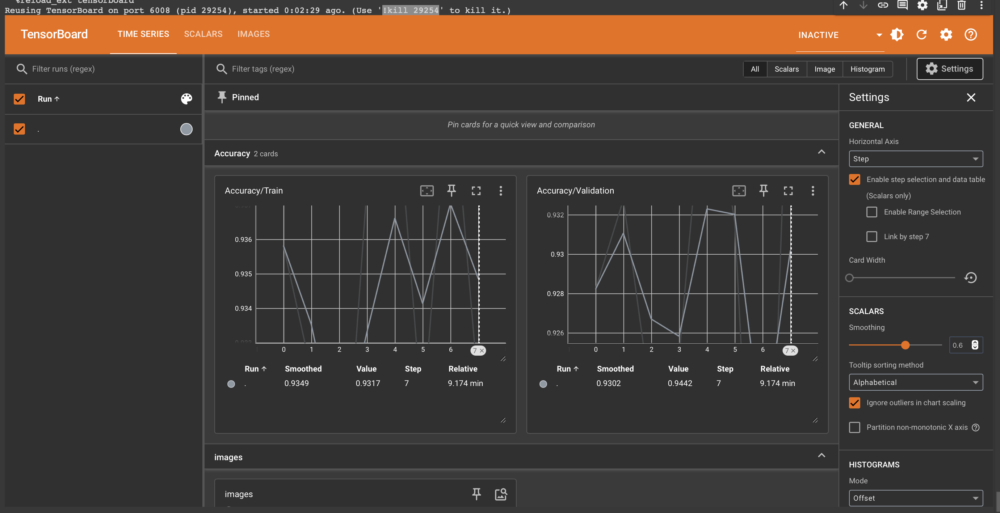 %reload_ext tensorboard
Reusing TensorBoard on port 6008 (pid 29254), started 0:02:29 ago. (Use '!kill 29254' to kill it.)
TensorBoard TIME SERIES SCALARS IMAGES INACTIVE
Filter runs (regex)
Run ↑
.
Filter tags (regex) All Scalars Image Histogram Settings
Pinned
Pin cards for a quick view and comparison
Accuracy 2 cards
Accuracy/Train
0.936
0.935
0.934
0 1 2 3 4 5 6 7 ×
Run ↑ Smoothed Value Step Relative
. 0.9349 0.9317 7 9.174 min
Accuracy/Validation
0.932
0.93
0.928
0.926
0 1 2 3 4 5 6 7 ×
Run ↑ Smoothed Value Step Relative
. 0.9302 0.9442 7 9.174 min
images
images
Settings
GENERAL
Horizontal Axis
Step
Enable step selection and data table
(Scalars only)
Enable Range Selection
Link by step 7
Card Width
SCALARS
Smoothing
0.6
Tooltip sorting method
Alphabetical
Ignore outliers in chart scaling
Partition non-monotonic X axis
HISTOGRAMS
Mode
Offset